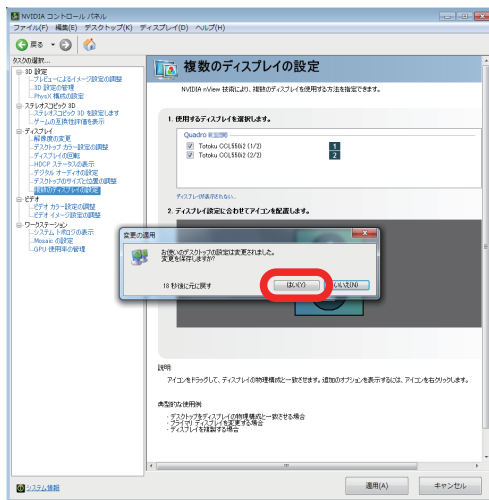 NVIDIA コントロール パネル
ファイル(F) 編集(E) デスクトップ(K) ディスプレイ(D) ヘルプ(H)
戻る
タスクの選択...
3D 設定
プレビューによるイメージ設定の調整
3D 設定の管理
PhysX 構成の設定
ステレオスコピック 3D
ステレオスコピック 3D を設定します
ゲームの互換性評価を表示
ディスプレイ
解像度の変更
デスクトップ カラー設定の調整
ディスプレイの回転
HDCP ステータスの表示
デジタル オーディオの設定
デスクトップのサイズと位置の調整
複数のディスプレイの設定
ビデオ
ビデオ カラー設定の調整
ビデオ イメージ設定の調整
ワークステーション
システム トポロジの表示
Mosaic の設定
GPU 使用率の管理
システム情報
複数のディスプレイの設定
NVIDIA nView 技術により、複数のディスプレイを使用する方法を指定できます。
1. 使用するディスプレイを選択します。
Quadro
Totoku CCL550i2 (1/2) 1
Totoku CCL550i2 (2/2) 2
ディスプレイが表示されない...
2. ディスプレイ設定に合わせてアイコンを配置します。
変更の適用
お使いのデスクトップの設定は変更されました。
変更を保存しますか?
18 秒後に元に戻す
はい(Y)
いいえ(N)
説明
アイコンをドラッグして、ディスプレイの物理構成と一致させます。追加のオプションを表示するには、アイコンを右クリックします。
典型的な使用例
・デスクトップをディスプレイの物理構成と一致させる場合
・プライマリ ディスプレイを変更する場合
・ディスプレイを複製する場合
適用(A)
キャンセル